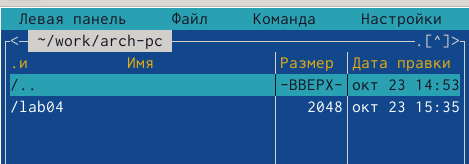 Левая панель Файл Команда Настройки
<─ ~/work/arch-pc .[^]>
.и Имя Размер Дата правки
/.. -ВВЕРХ- окт 23 14:53
/lab04 2048 окт 23 15:35